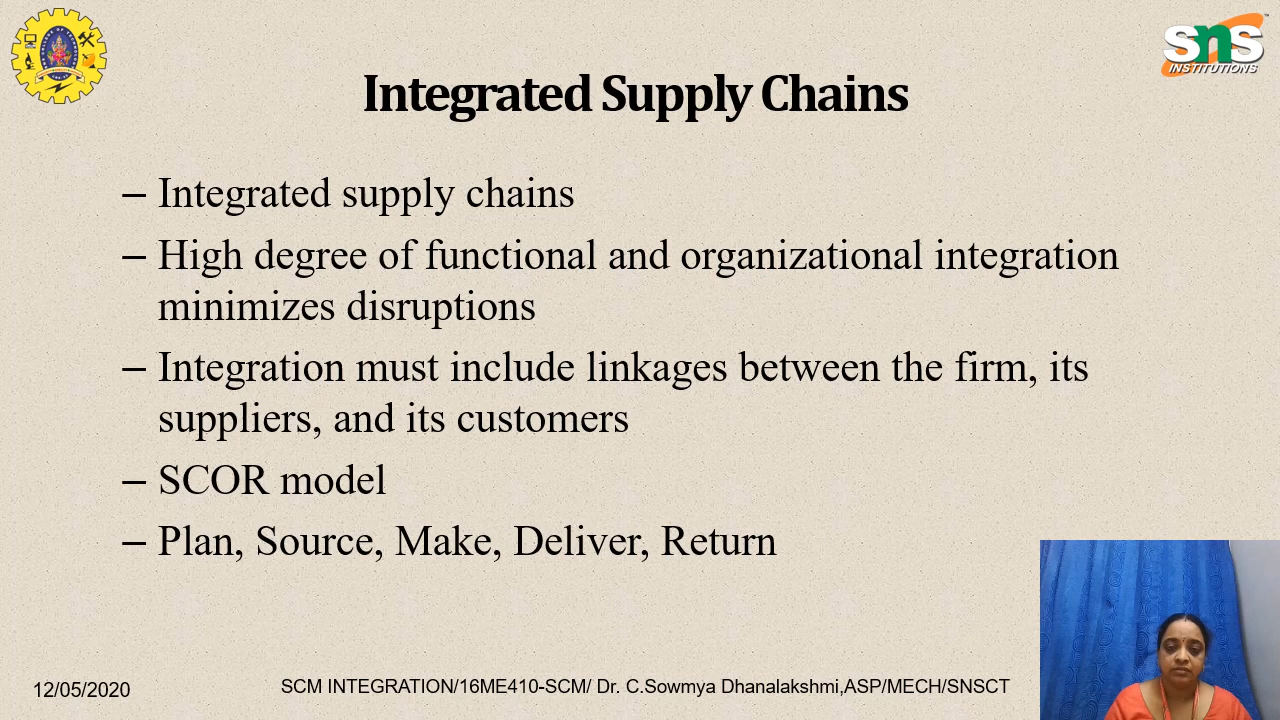 sns
INSTITUTIONS
Integrated Supply Chains
– Integrated supply chains
– High degree of functional and organizational integration
minimizes disruptions
– Integration must include linkages between the firm, its
suppliers, and its customers
– SCOR model
– Plan, Source, Make, Deliver, Return
12/05/2020
SCM INTEGRATION/16ME410-SCM/ Dr. C.Sowmya Dhanalakshmi,ASP/MECH/SNSCT